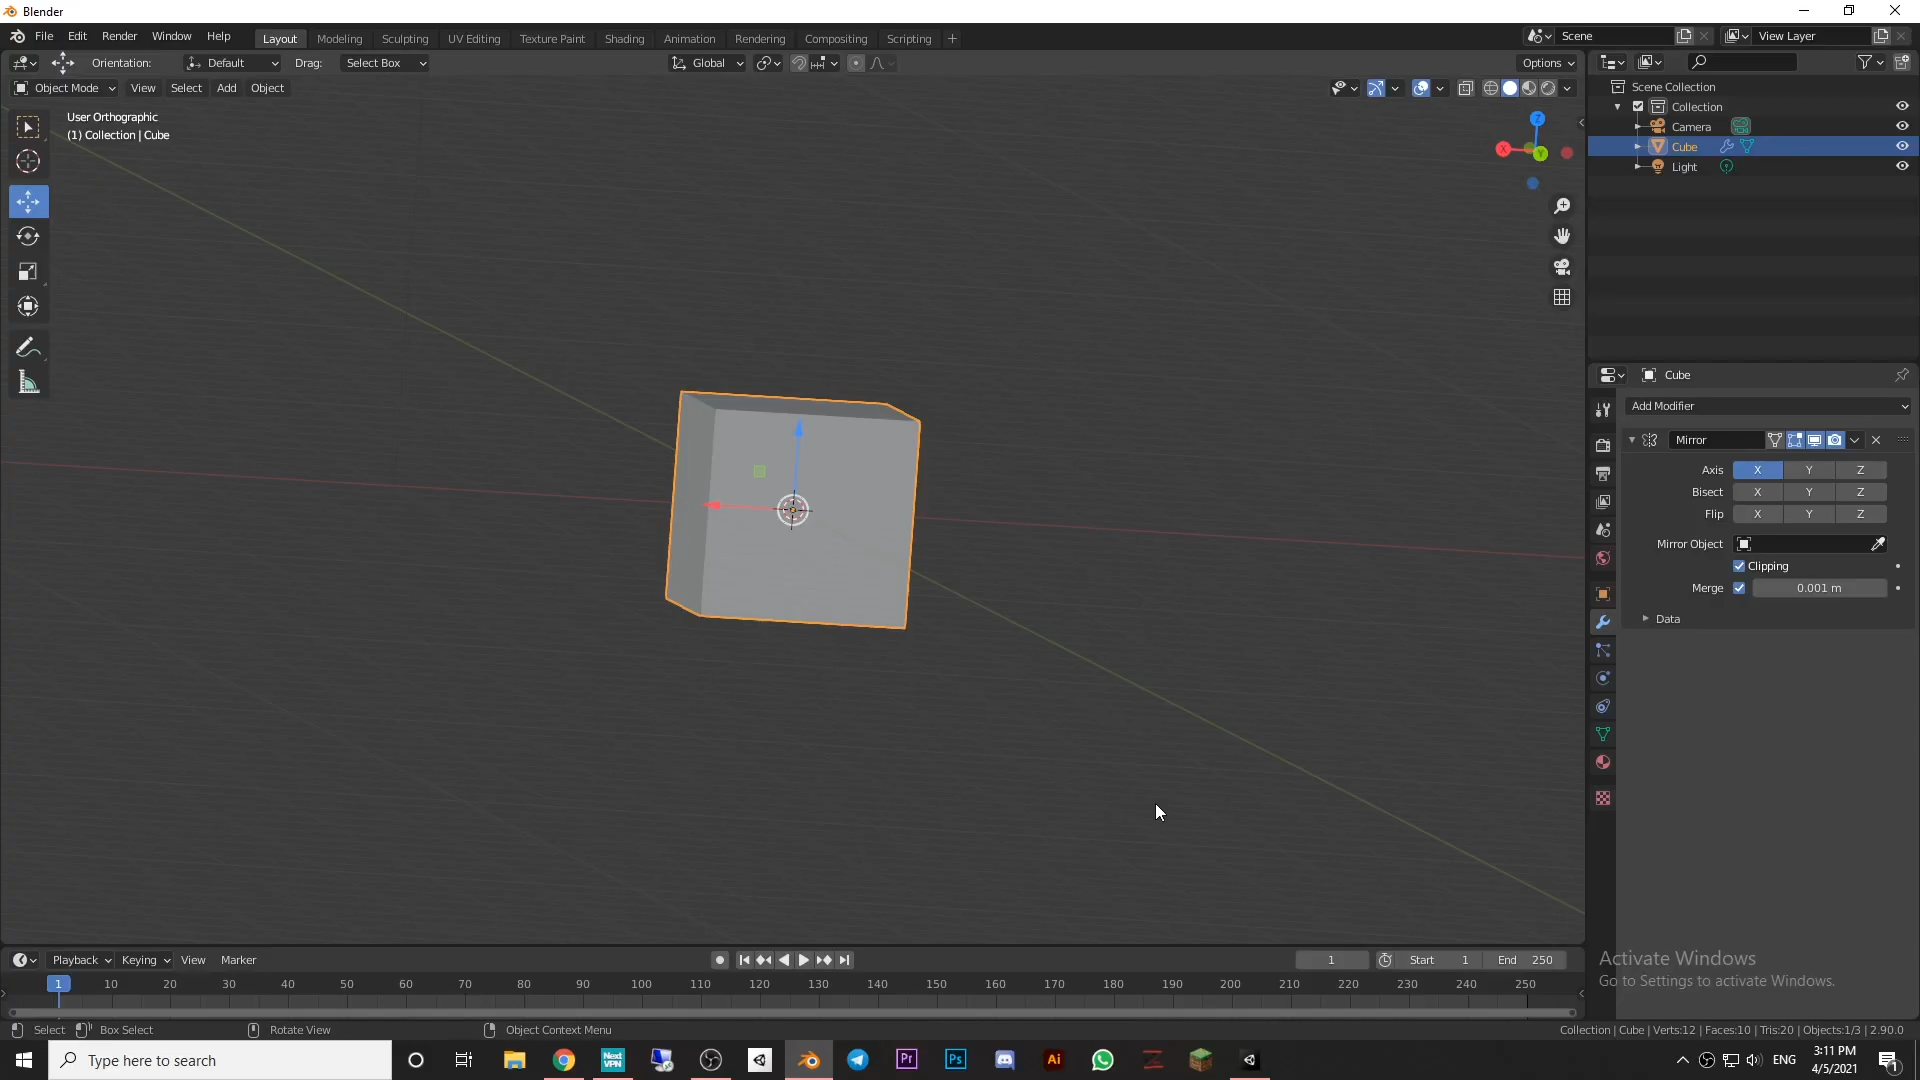 Blender
File Edit Render Window Help Layout Modeling Sculpting UV Editing Texture Paint Shading Animation Rendering Compositing Scripting + Scene View Layer
Orientation: Default Drag: Select Box Global Options
Object Mode View Select Add Object
User Orthographic
(1) Collection | Cube
Z
X
Y
Scene Collection
Collection
Camera
Cube
Light
Cube
Add Modifier
Mirror
Axis X Y Z
Bisect X Y Z
Flip X Y Z
Mirror Object
Clipping
Merge 0.001 m
Data
Activate Windows
Go to Settings to activate Windows.
Playback Keying View Marker 1 Start 1 End 250
1 10 20 30 40 50 60 70 80 90 100 110 120 130 140 150 160 170 180 190 200 210 220 230 240 250
Select Box Select Rotate View Object Context Menu Collection | Cube | Verts:12 | Faces:10 | Tris:20 | Objects:1/3 | 2.90.0
Type here to search
Next
VPN
Pr
Ps
Ai
ENG
3:11 PM
4/5/2021
1